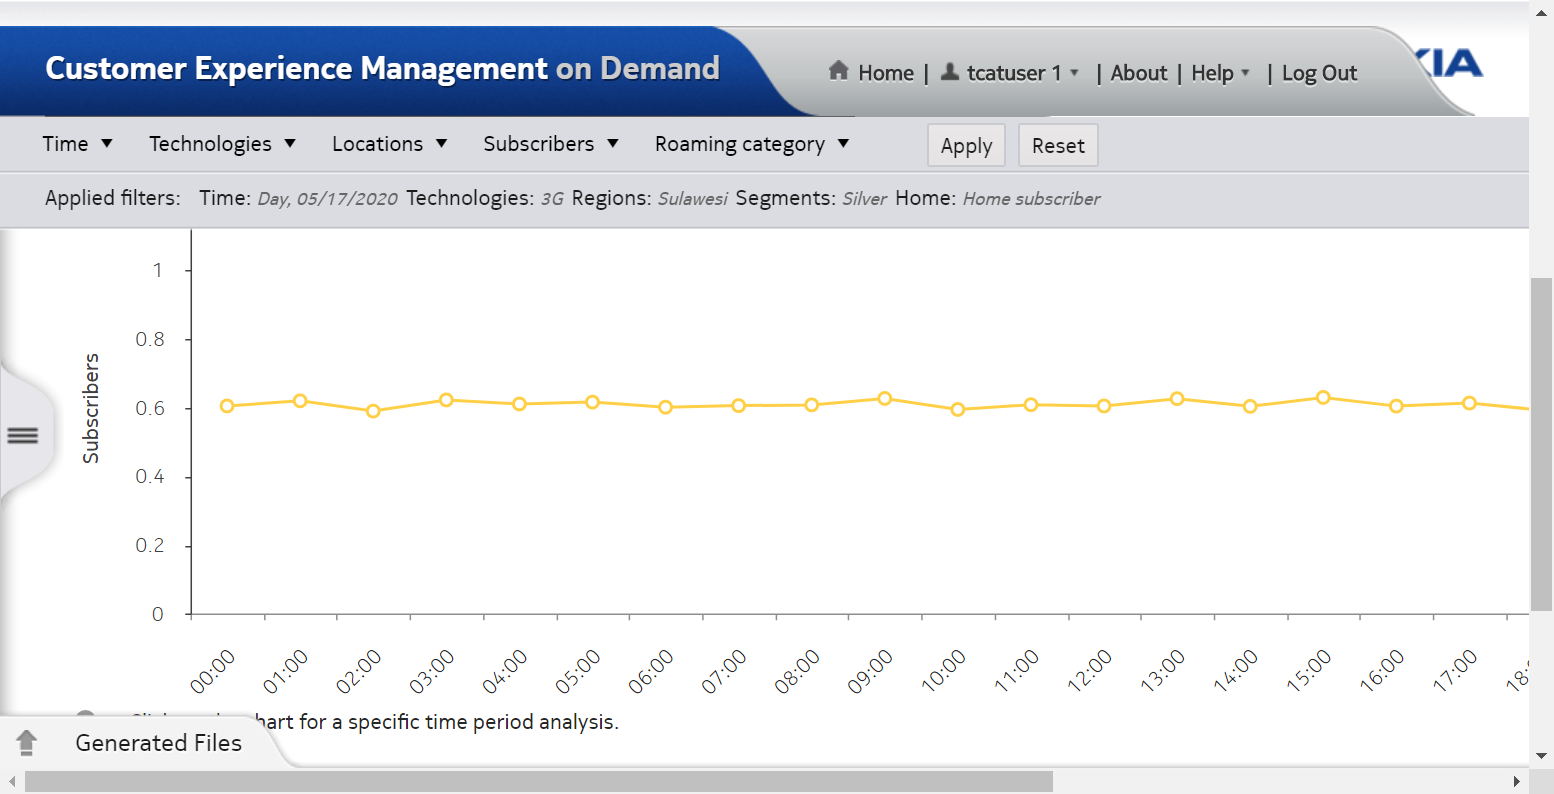 Customer Experience Management on Demand
Home | tcatuser 1 | About | Help | Log Out
KIA
Time Technologies Locations Subscribers Roaming category Apply Reset
Applied filters: Time: Day, 05/17/2020 Technologies: 3G Regions: Sulawesi Segments: Silver Home: Home subscriber
Subscribers
1
0.8
0.6
0.4
0.2
0
00:00 01:00 02:00 03:00 04:00 05:00 06:00 07:00 08:00 09:00 10:00 11:00 12:00 13:00 14:00 15:00 16:00 17:00 18:
chart for a specific time period analysis.
Generated Files